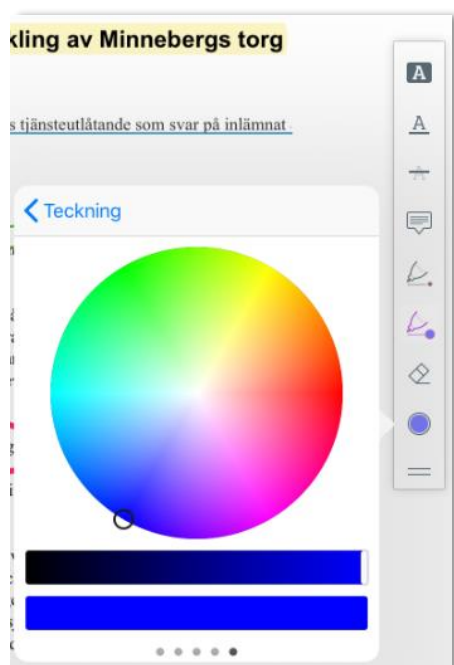 kling av Minnebergs torg
s tjänsteutlåtande som svar på inlämnat
Teckning
A
A
A